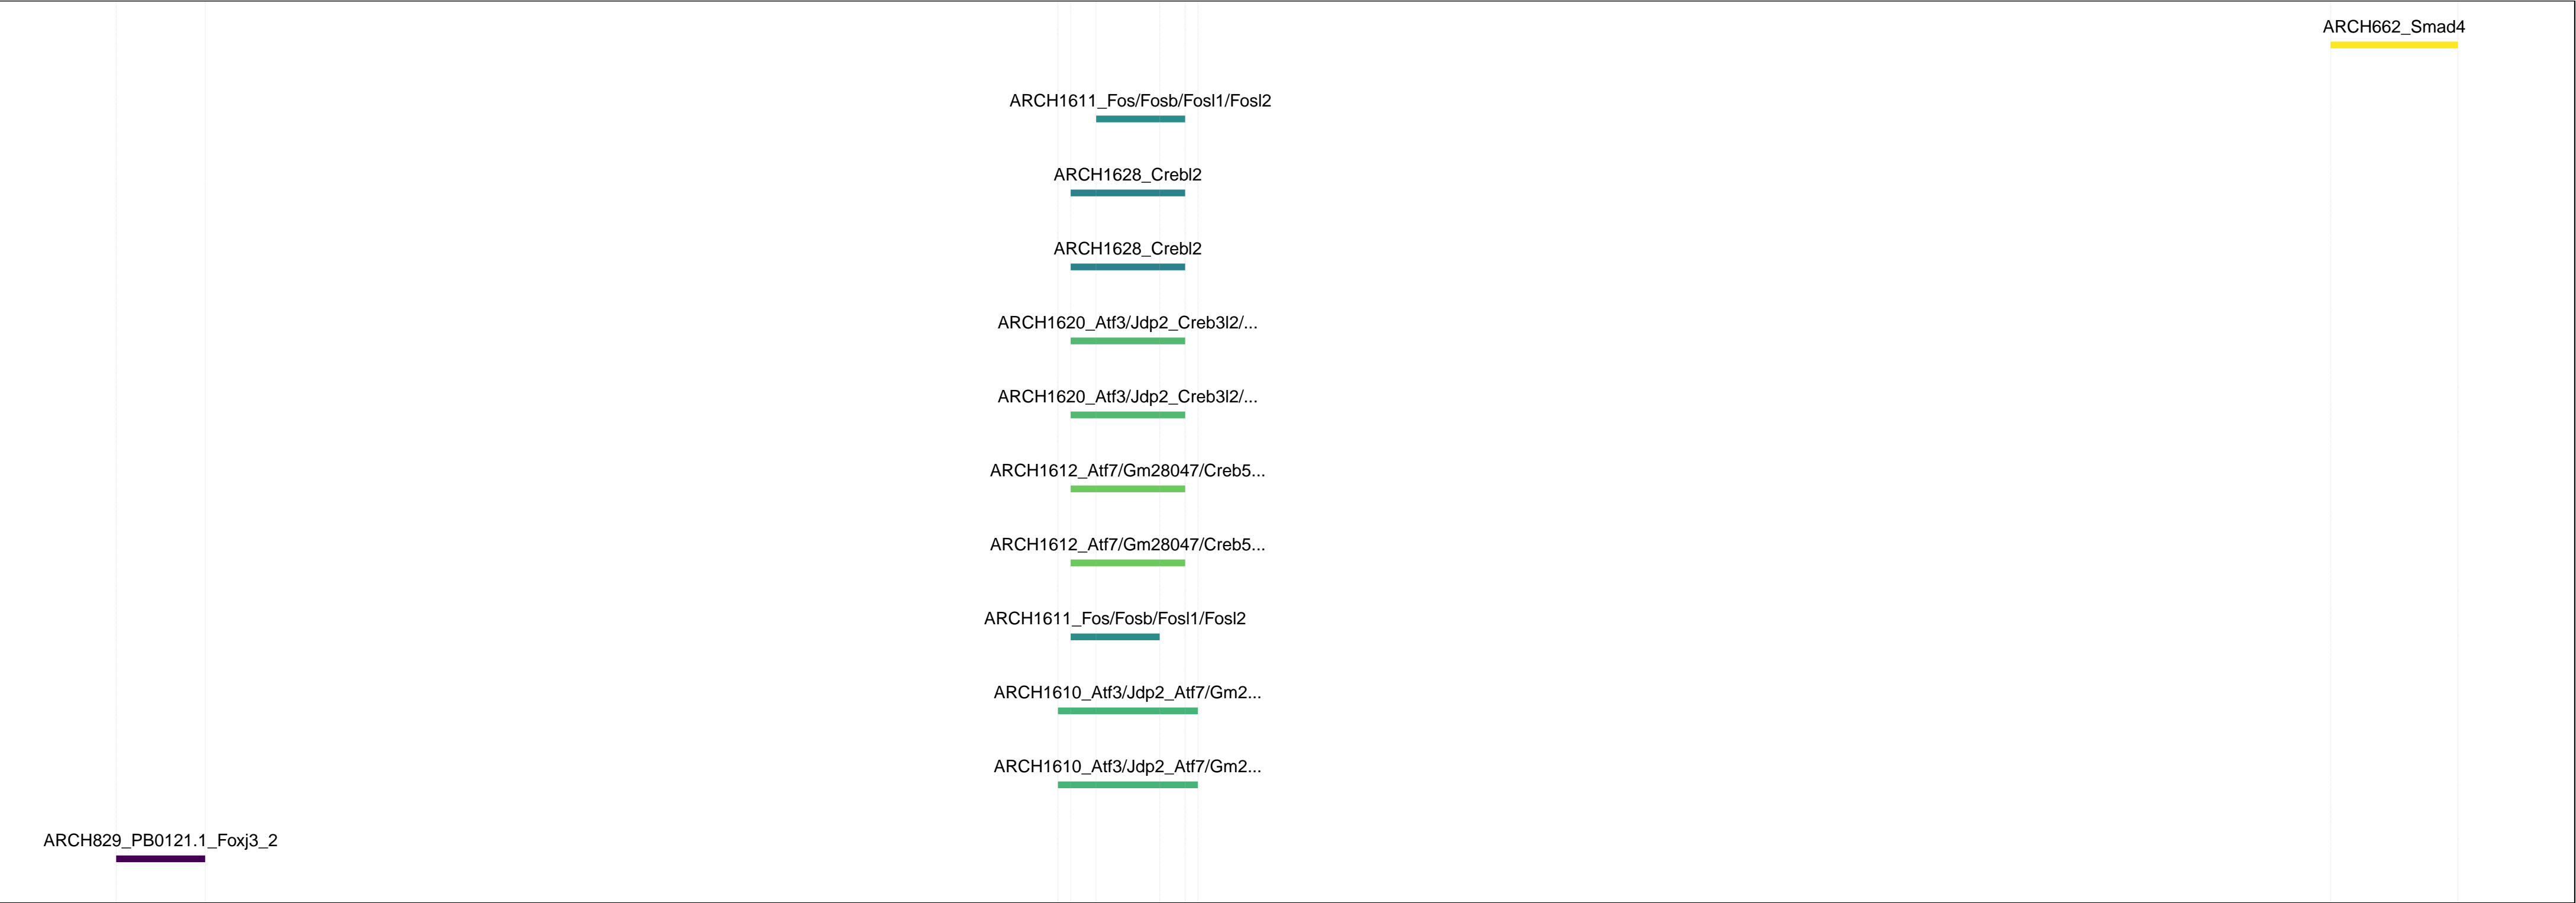 ARCH662_Smad4
ARCH1611_Fos/Fosb/Fosl1/Fosl2
ARCH1628_Crebl2
ARCH1628_Crebl2
ARCH1620_Atf3/Jdp2_Creb3l2/...
ARCH1620_Atf3/Jdp2_Creb3l2/...
ARCH1612_Atf7/Gm28047/Creb5...
ARCH1612_Atf7/Gm28047/Creb5...
ARCH1611_Fos/Fosb/Fosl1/Fosl2
ARCH1610_Atf3/Jdp2_Atf7/Gm2...
ARCH1610_Atf3/Jdp2_Atf7/Gm2...
ARCH829_PB0121.1_Foxj3_2